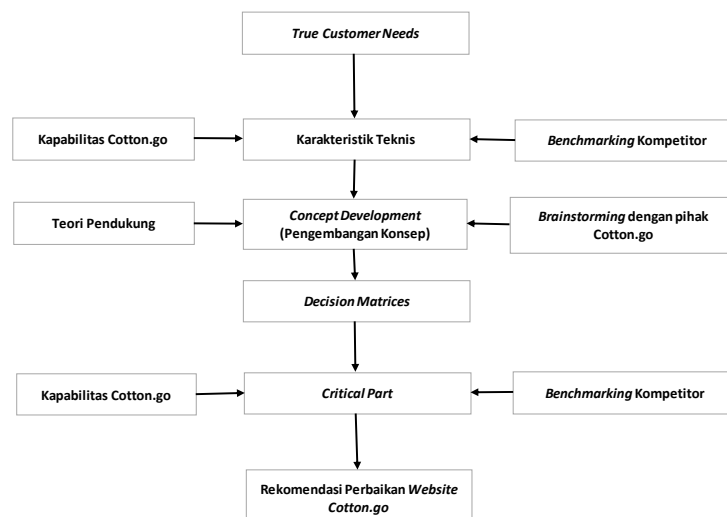 True Customer Needs
Kapabilitas Cotton.go
Karakteristik Teknis
Benchmarking Kompetitor
Teori Pendukung
Concept Development
(Pengembangan Konsep)
Brainstorming dengan pihak
Cotton.go
Decision Matrices
Kapabilitas Cotton.go
Critical Part
Benchmarking Kompetitor
Rekomendasi Perbaikan Website
Cotton.go